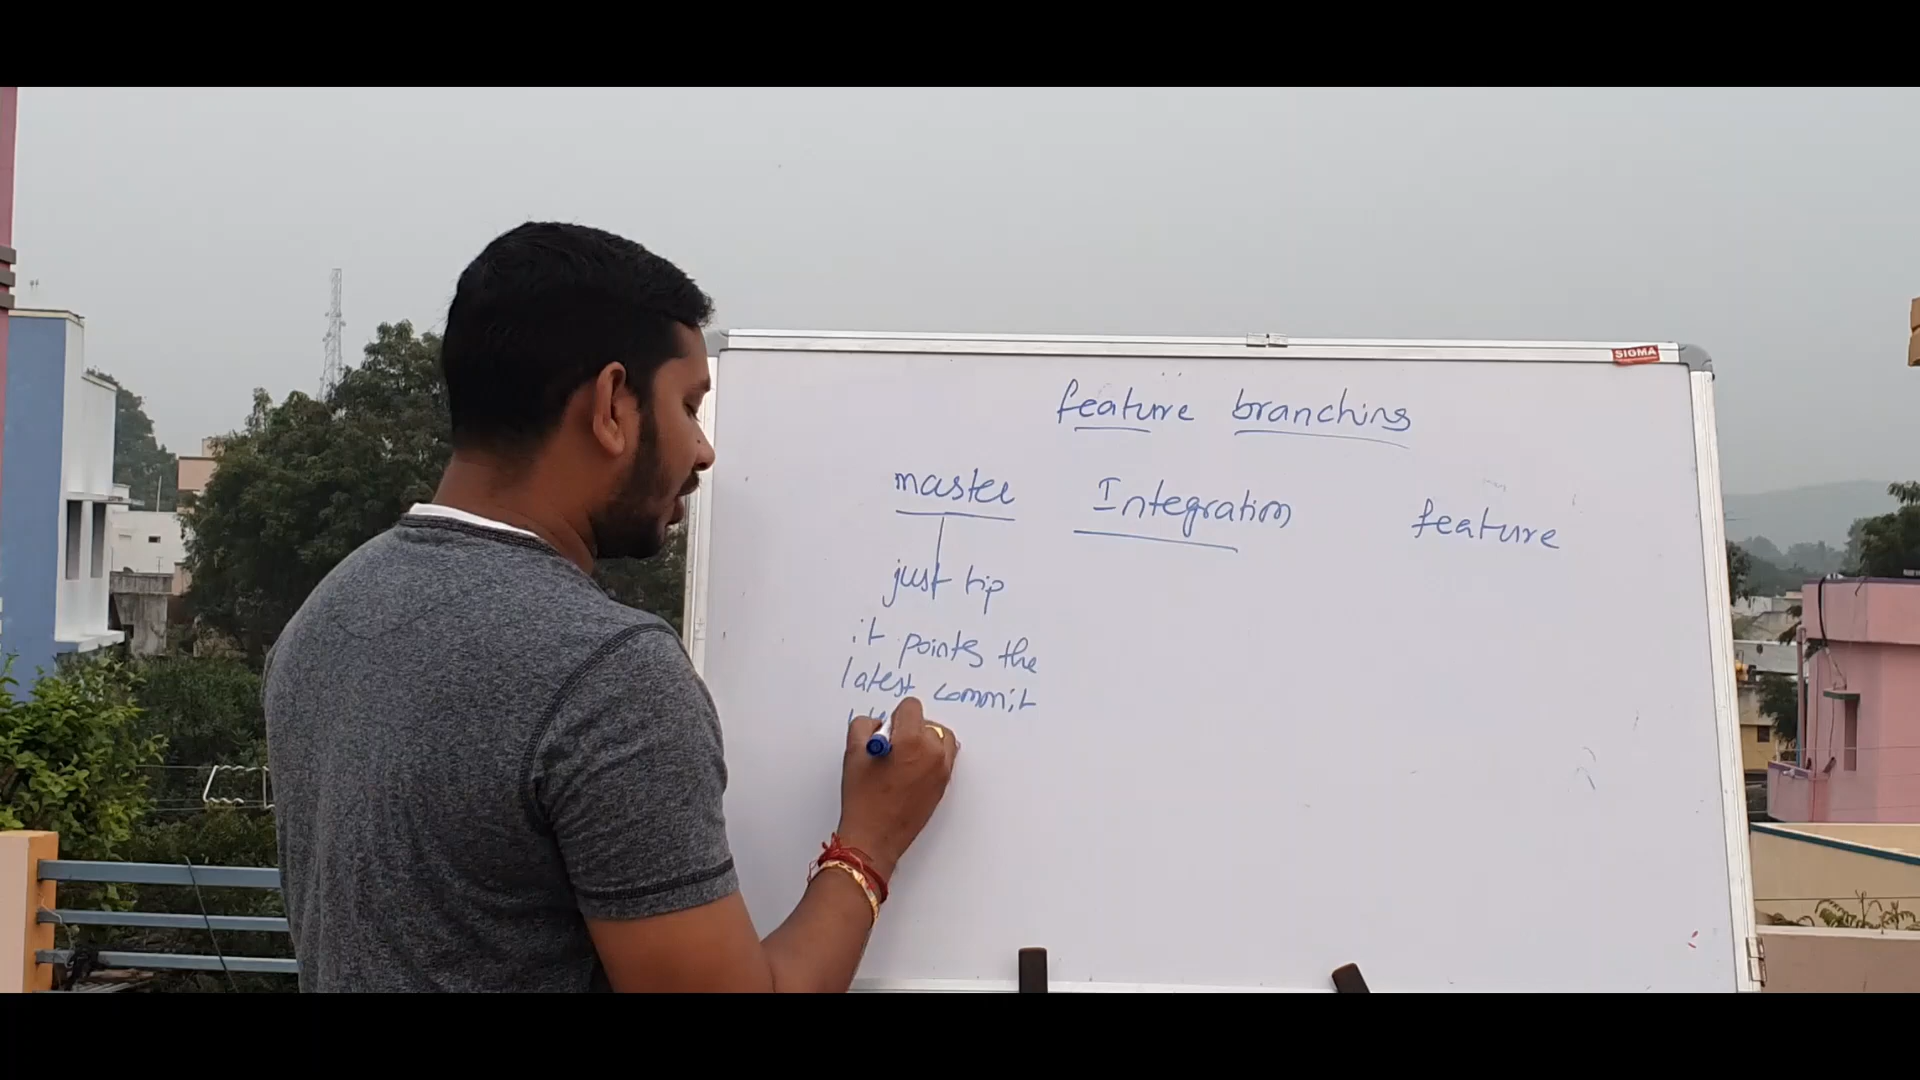 SIGMA
feature branching
master Integration feature
just tip
it points the
latest commit